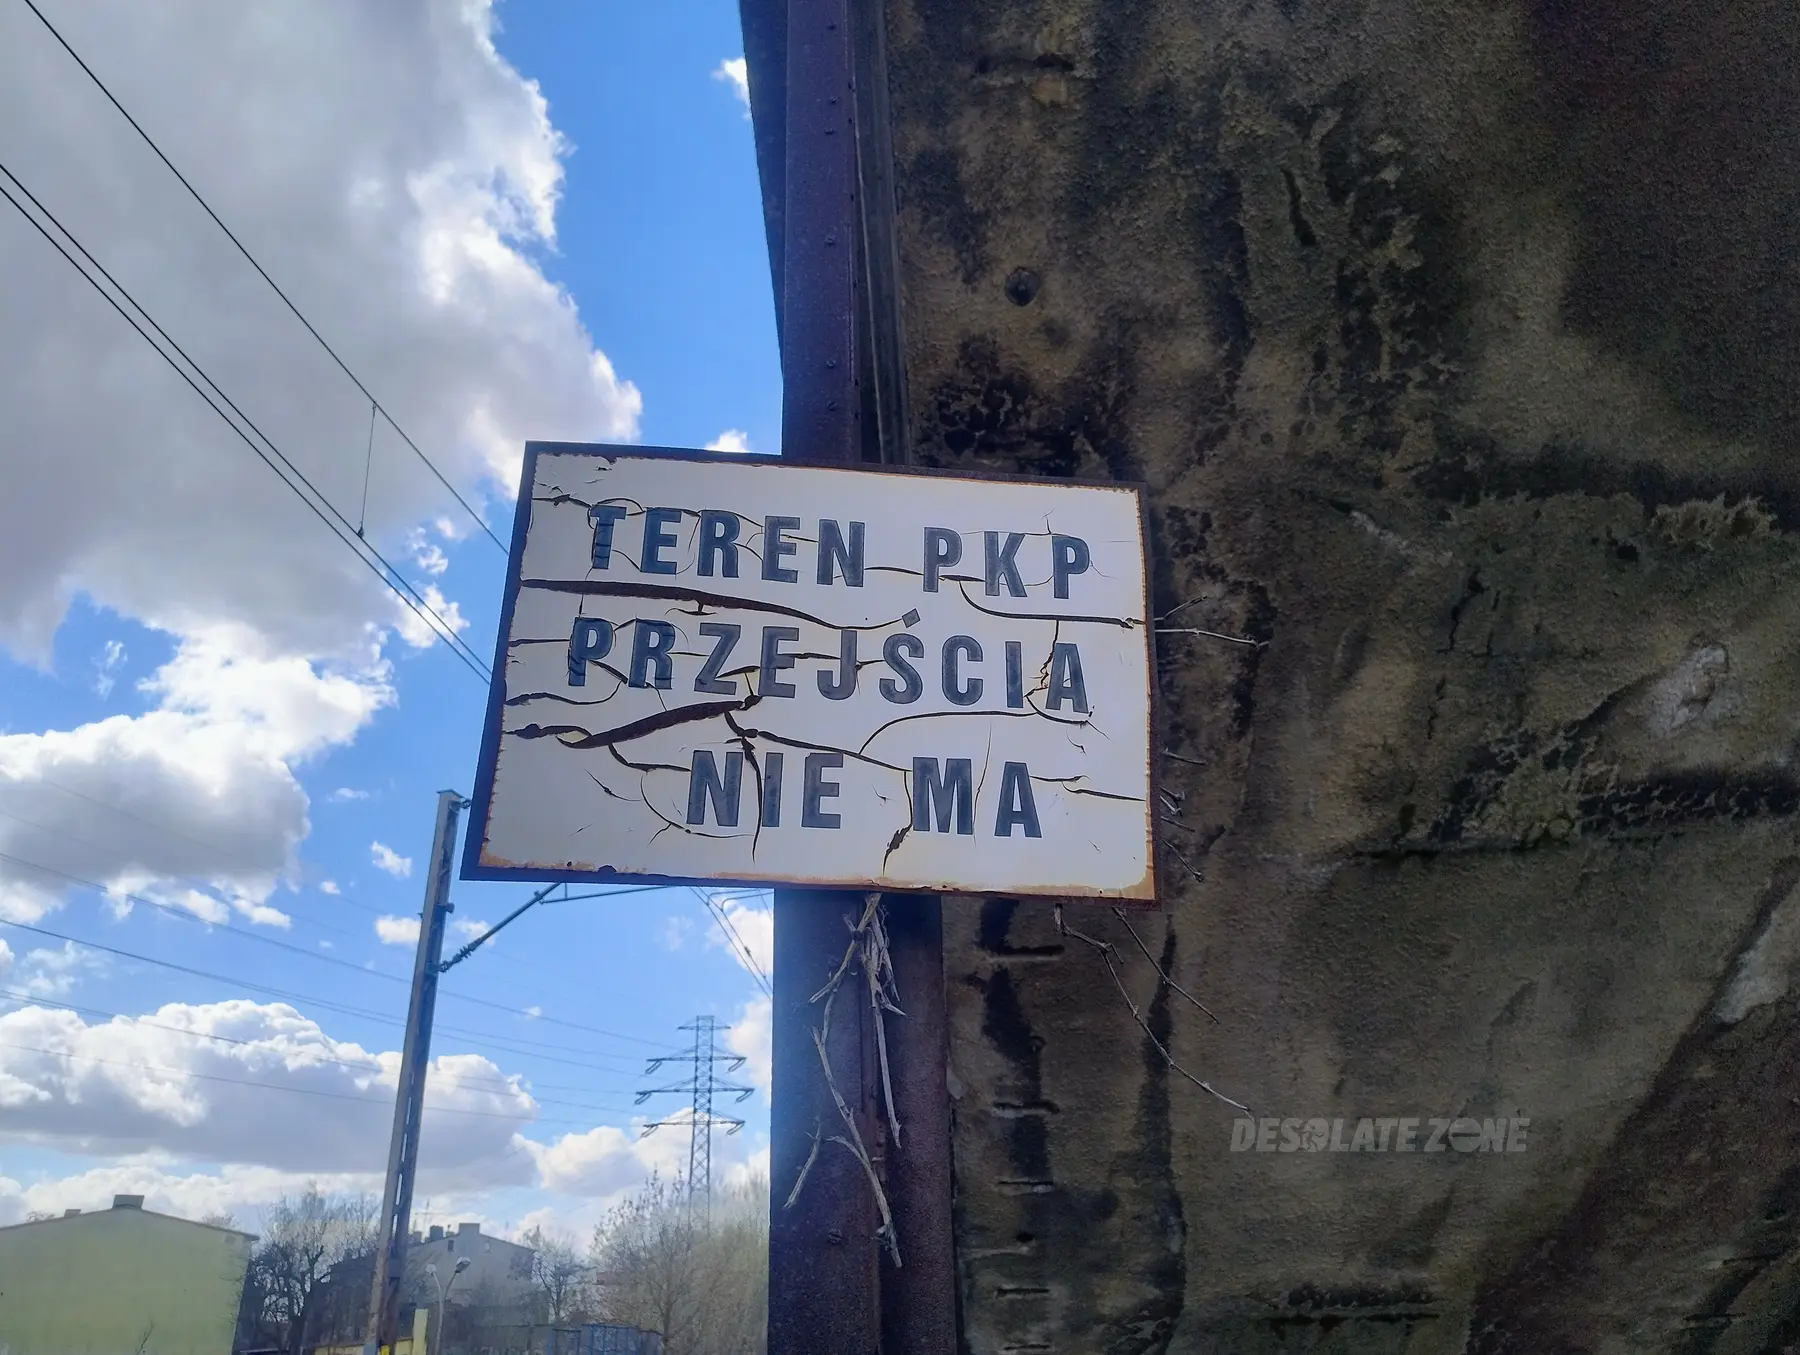 TEREN PKP
PRZEJŚCIA
NIE MA
DESOLATE ZONE